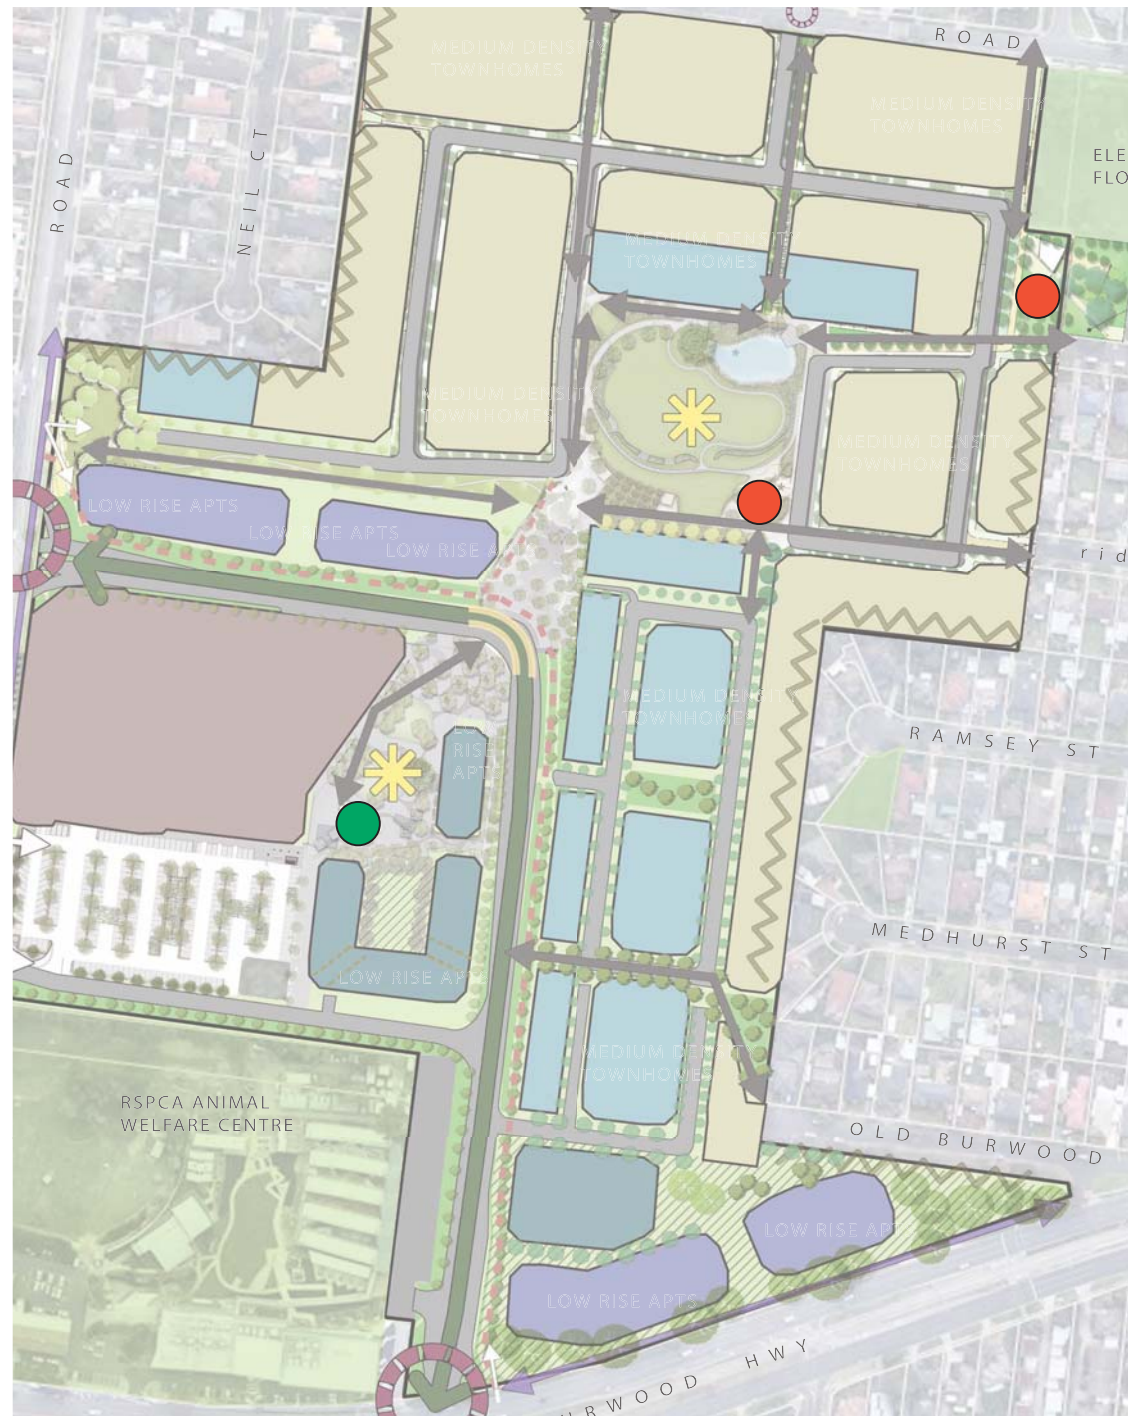 ROAD
MEDIUM DENSITY
TOWNHOMES
MEDIUM DENSITY
TOWNHOMES
ELE
FLO
ROAD
NEIL CT
MEDIUM DENSITY
TOWNHOMES
MEDIUM DENSITY
TOWNHOMES
MEDIUM DENSITY
TOWNHOMES
LOW RISE APTS
LOW RISE APTS
LOW RISE A
rid
MEDIUM DENSITY
TOWNHOMES
RISE
APT
RAMSEY ST
MEDHURST ST
LOW RISE APT
MEDIUM DENSITY
TOWNHOMES
RSPCA ANIMAL
WELFARE CENTRE
OLD BURWOOD
LOW RISE APT
LOW RISE APTS
URWOOD HWY